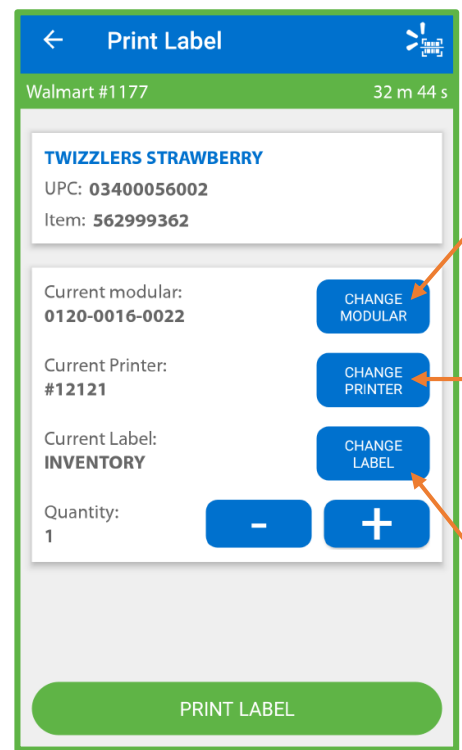 Print Label
Walmart #1177 32 m 44 s
TWIZZLERS STRAWBERRY
UPC: 03400056002
Item: 562999362
Current modular:
0120-0016-0022
CHANGE
MODULAR
Current Printer:
#12121
CHANGE
PRINTER
Current Label:
INVENTORY
CHANGE
LABEL
Quantity:
1
- +
PRINT LABEL